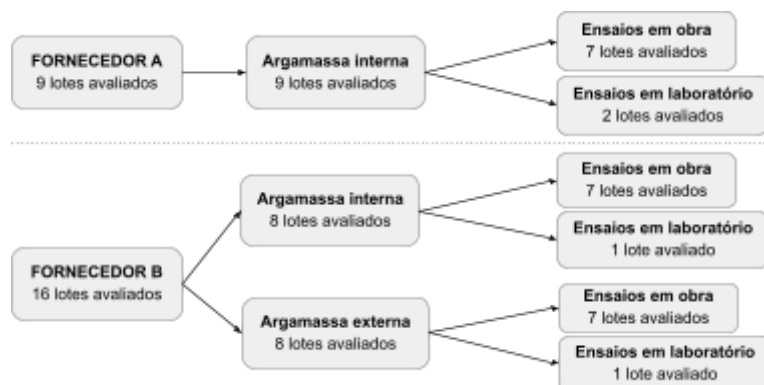 Ensaios em obra
7 lotes avaliados
FORNECEDOR A
9 lotes avaliados
Argamassa interna
9 lotes avaliados
Ensaios em laboratório
2 lotes avaliados
Ensaios em obra
7 lotes avaliados
Argamassa interna
8 lotes avaliados
Ensaios em laboratório
1 lote avaliado
FORNECEDOR B
16 lotes avaliados
Ensaios em obra
7 lotes avaliados
Argamassa externa
8 lotes avaliados
Ensaios em laboratório
1 lote avaliado